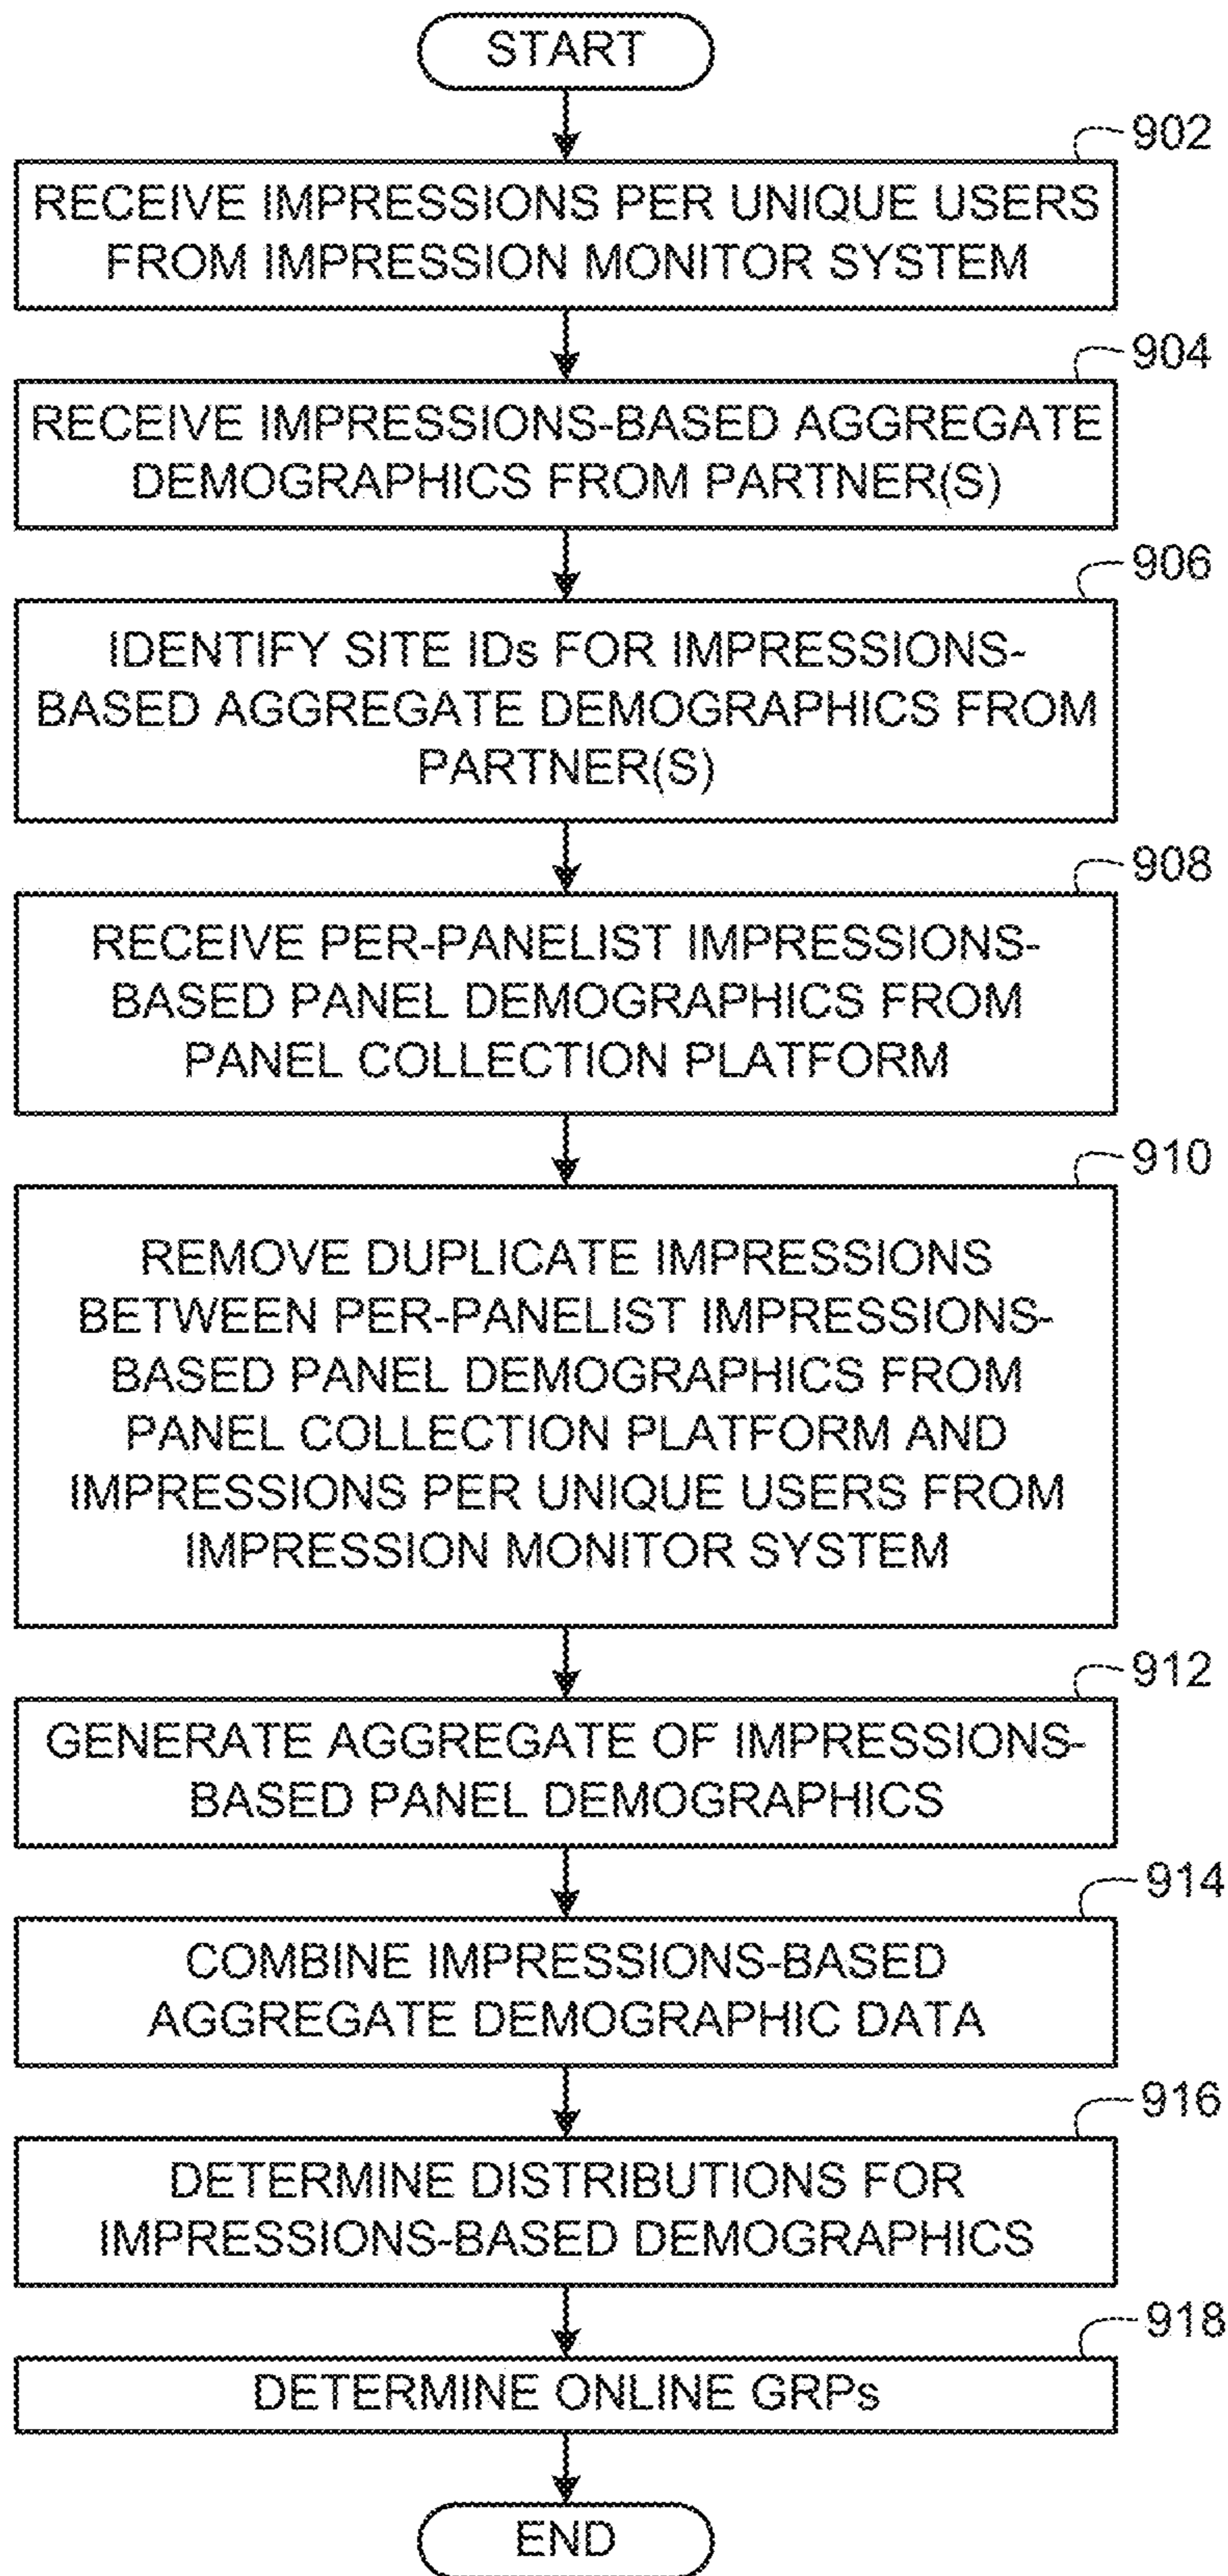 START
902
RECEIVE IMPRESSIONS PER UNIQUE USERS
FROM IMPRESSION MONITOR SYSTEM
904
RECEIVE IMPRESSIONS-BASED AGGREGATE
DEMOGRAPHICS FROM PARTNER(S)
906
IDENTIFY SITE IDs FOR IMPRESSIONS-
BASED AGGREGATE DEMOGRAPHICS FROM
PARTNER(S)
908
RECEIVE PER-PANELIST IMPRESSIONS-
BASED PANEL DEMOGRAPHICS FROM
PANEL COLLECTION PLATFORM
910
REMOVE DUPLICATE IMPRESSIONS
BETWEEN PER-PANELIST IMPRESSIONS-
BASED PANEL DEMOGRAPHICS FROM
PANEL COLLECTION PLATFORM AND
IMPRESSIONS PER UNIQUE USERS FROM
IMPRESSION MONITOR SYSTEM
912
GENERATE AGGREGATE OF IMPRESSIONS-
BASED PANEL DEMOGRAPHICS
914
COMBINE IMPRESSIONS-BASED
AGGREGATE DEMOGRAPHIC DATA
916
DETERMINE DISTRIBUTIONS FOR
IMPRESSIONS-BASED DEMOGRAPHICS
918
DETERMINE ONLINE GRPs
END